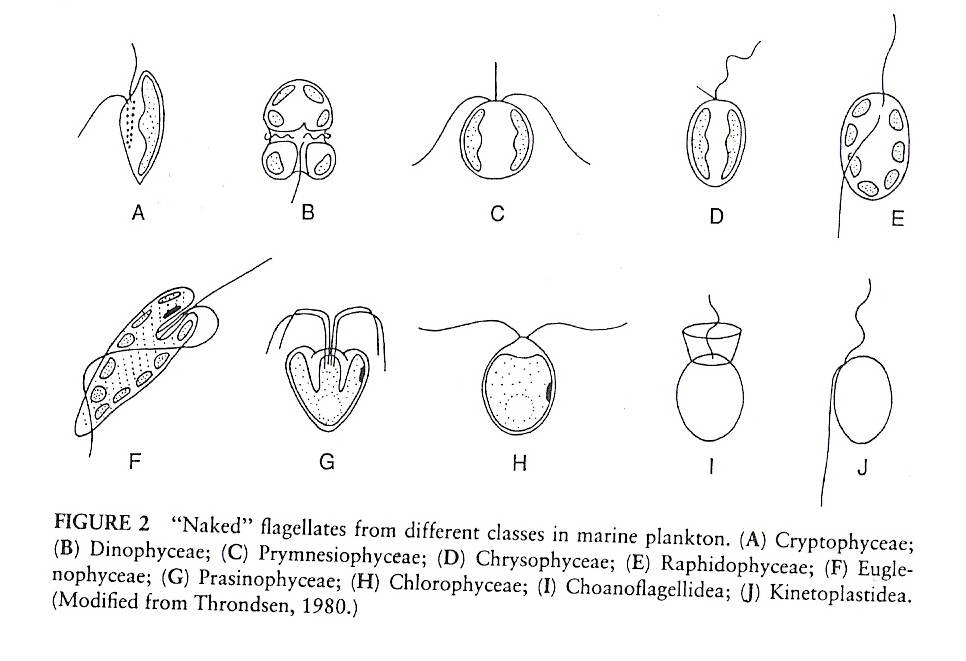 A B C D E
F G H I J
FIGURE 2 “Naked” flagellates from different classes in marine plankton. (A) Cryptophyceae;
(B) Dinophyceae; (C) Prymnesiophyceae; (D) Chrysophyceae; (E) Raphidophyceae; (F) Eugle-
nophyceae; (G) Prasinophyceae; (H) Chlorophyceae; (I) Choanoflagellidea; (J) Kinetoplastidea.
(Modified from Throndsen, 1980.)